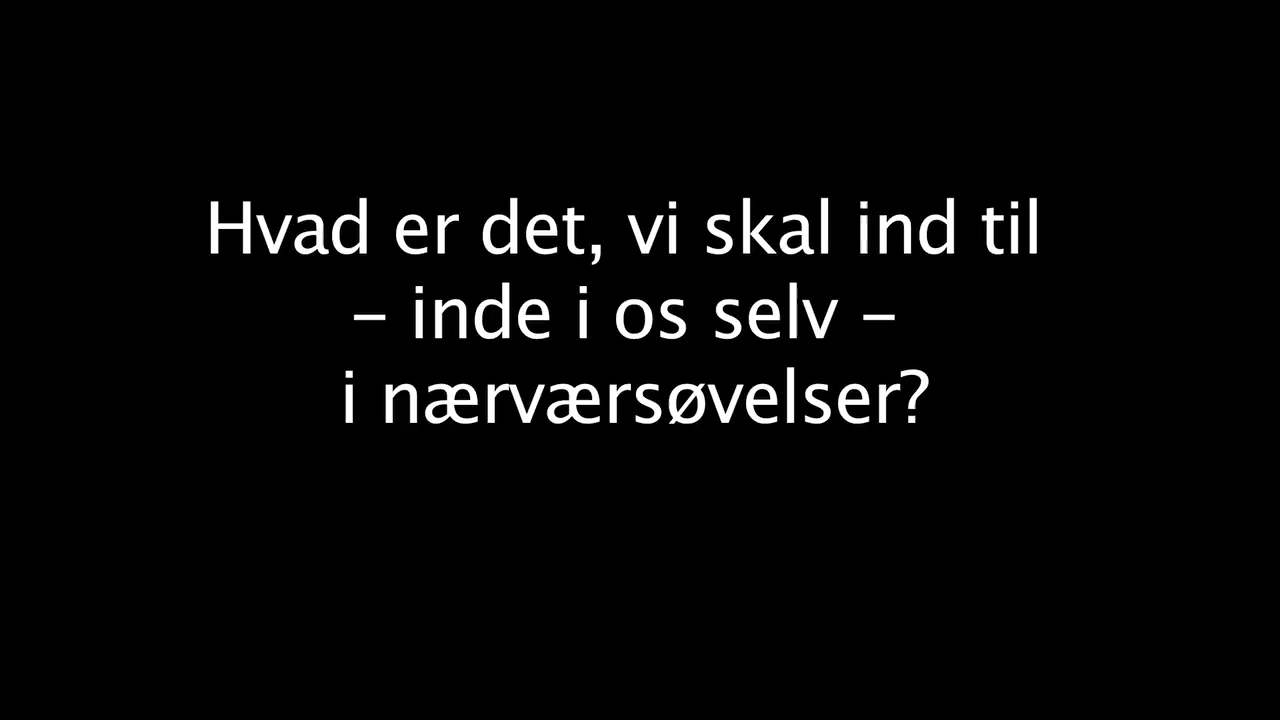 Hvad er det, vi skal ind til
– inde i os selv –
i nærværsøvelser?